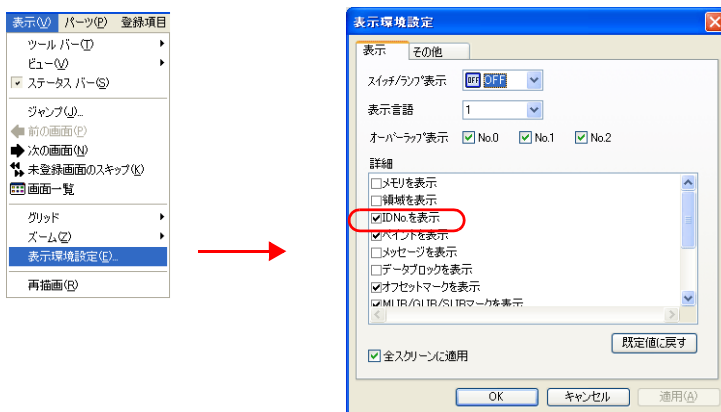 表示(V) パーツ(P) 登録項目
ツール バー(T)
ビュー(V)
ステータス バー(S)
ジャンプ(J)...
前の画面(P)
次の画面(N)
未登録画面のスキップ(K)
画面一覧
グリッド
ズーム(Z)
表示環境設定(E)...
再描画(R)
表示環境設定
表示 その他
スイッチ/ランプ表示 OFF OFF
表示言語 1
オーバーラップ表示 No.0 No.1 No.2
詳細
メモリを表示
領域を表示
IDNo.を表示
ペイントを表示
メッセージを表示
データブロックを表示
オフセットマークを表示
MLIB/GLIB/SLIBマークを表示
既定値に戻す
全スクリーンに適用
OK キャンセル 適用(A)